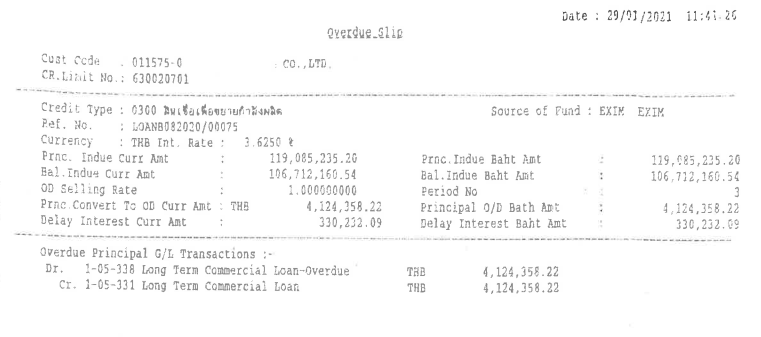 Date : 29/01/2021 11:41:26
Overdue Slip
Cust Code : 011575-0 CO.,LTD.
CR.Limit No.: 630020701
Credit Type : 0300 สินเชื่อเพื่อขยายกำลังผลิต Source of Fund : EXIM EXIM
Ref. No. : LOANB082020/00075
Currency : THB Int. Rate : 3.6250 %
Prnc. Indue Curr Amt : 119,085,235.20 Prnc.Indue Baht Amt : 119,085,235.20
Bal.Indue Curr Amt : 106,712,160.54 Bal.Indue Baht Amt : 106,712,160.54
OD Selling Rate : 1.000000000 Period No : 3
Prnc.Convert To OD Curr Amt : THB 4,124,358.22 Principal O/D Bath Amt : 4,124,358.22
Delay Interest Curr Amt : 330,232.09 Delay Interest Baht Amt : 330,232.09
Overdue Principal G/L Transactions :-
Dr. 1-05-338 Long Term Commercial Loan-Overdue THB 4,124,358.22
Cr. 1-05-331 Long Term Commercial Loan THB 4,124,358.22